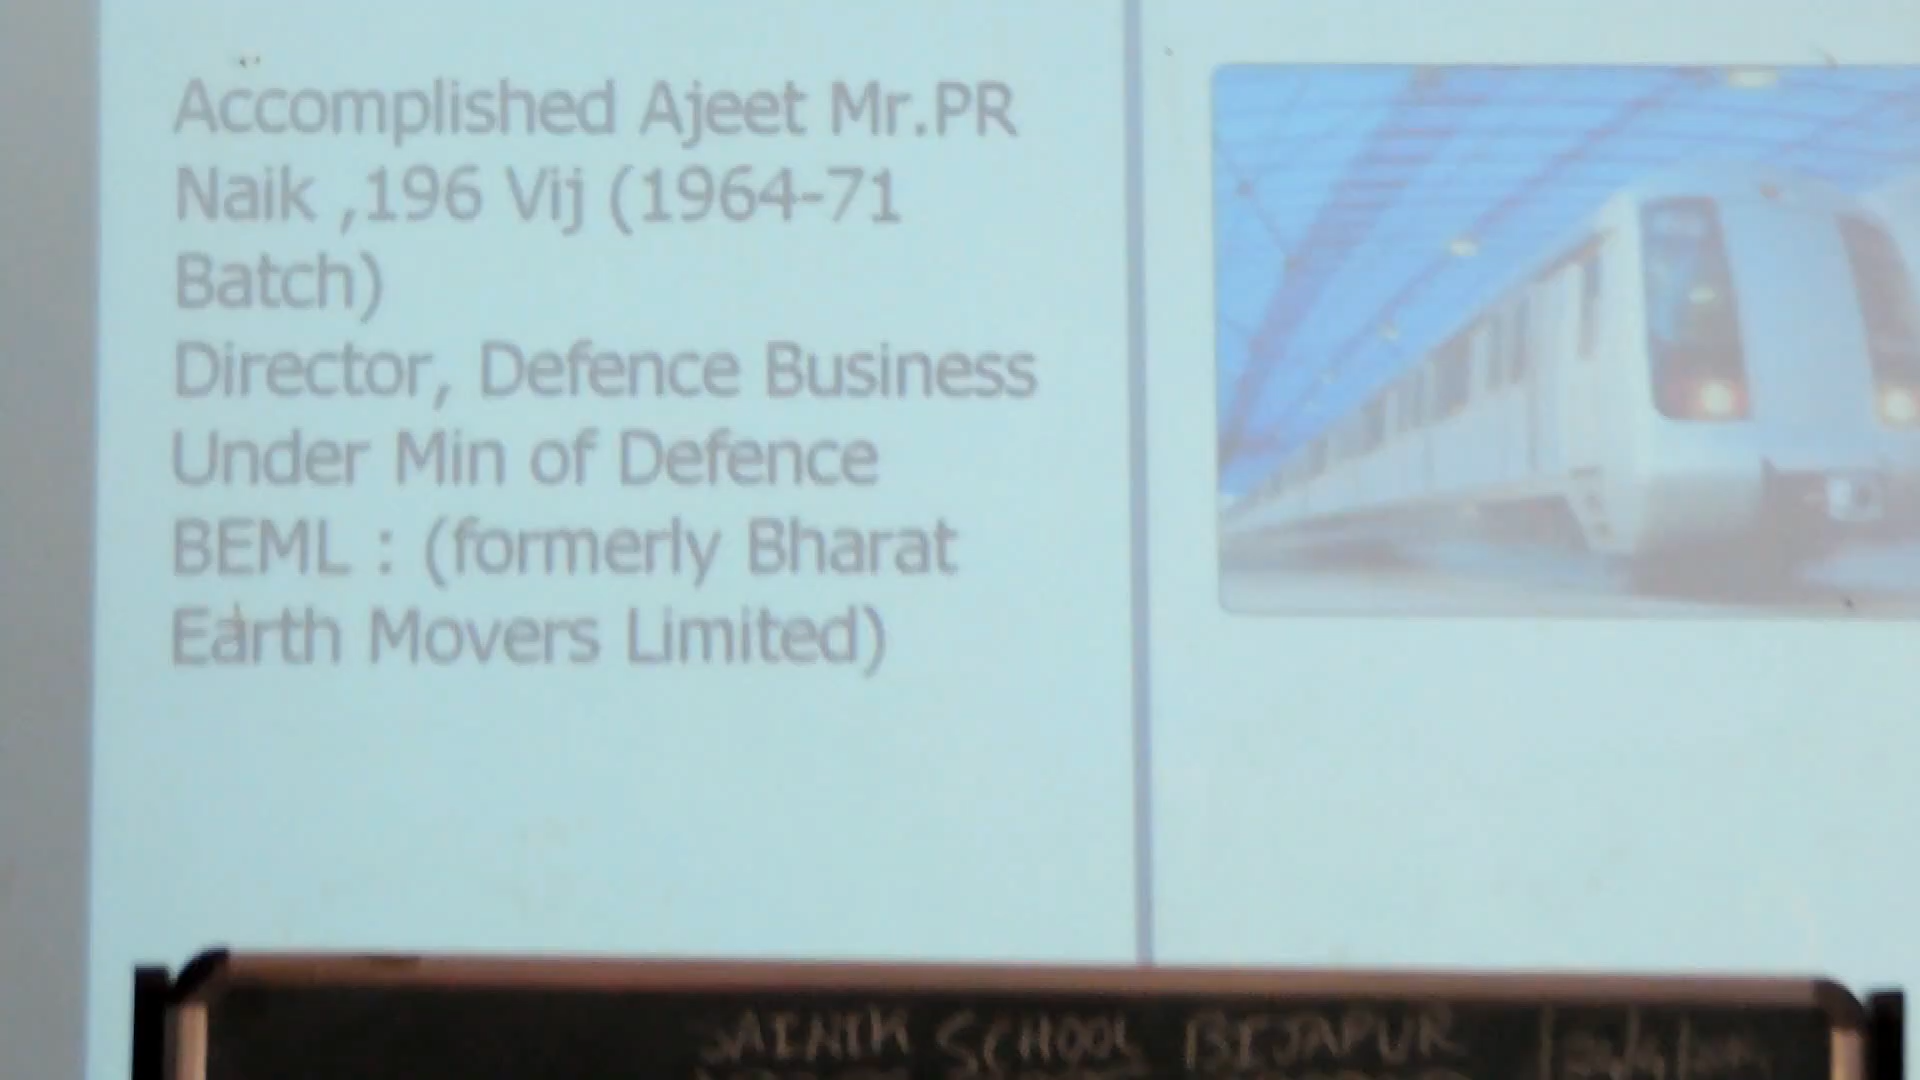 Accomplished Ajeet Mr.PR
Naik ,196 Vij (1964-71
Batch)
Director, Defence Business
Under Min of Defence
BEML : (formerly Bharat
Earth Movers Limited)
SAINIK SCHOOL BIJAPUR